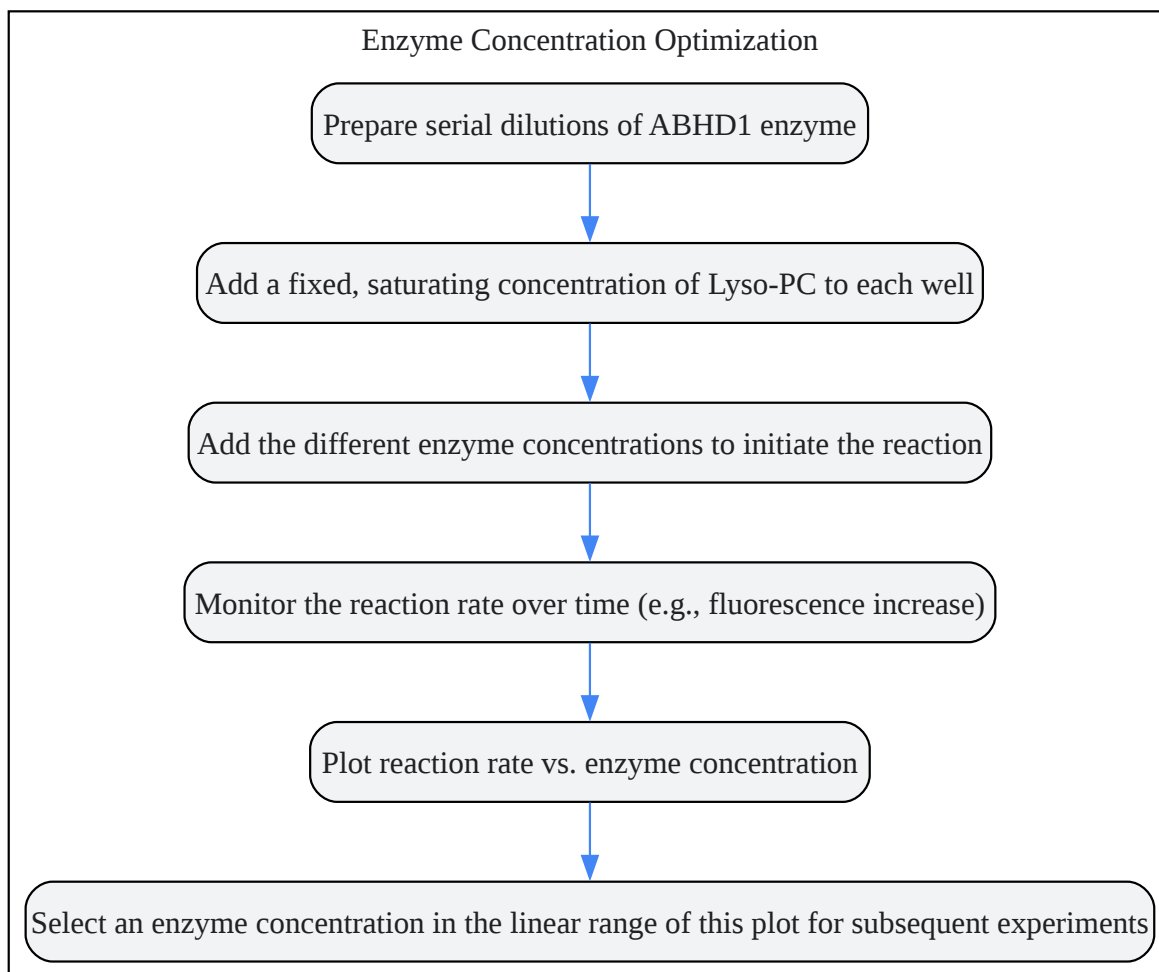 Enzyme Concentration Optimization
Prepare serial dilutions of ABHD1 enzyme
Add a fixed, saturating concentration of Lyso-PC to each well
Add the different enzyme concentrations to initiate the reaction
Monitor the reaction rate over time (e.g., fluorescence increase)
Plot reaction rate vs. enzyme concentration
Select an enzyme concentration in the linear range of this plot for subsequent experiments